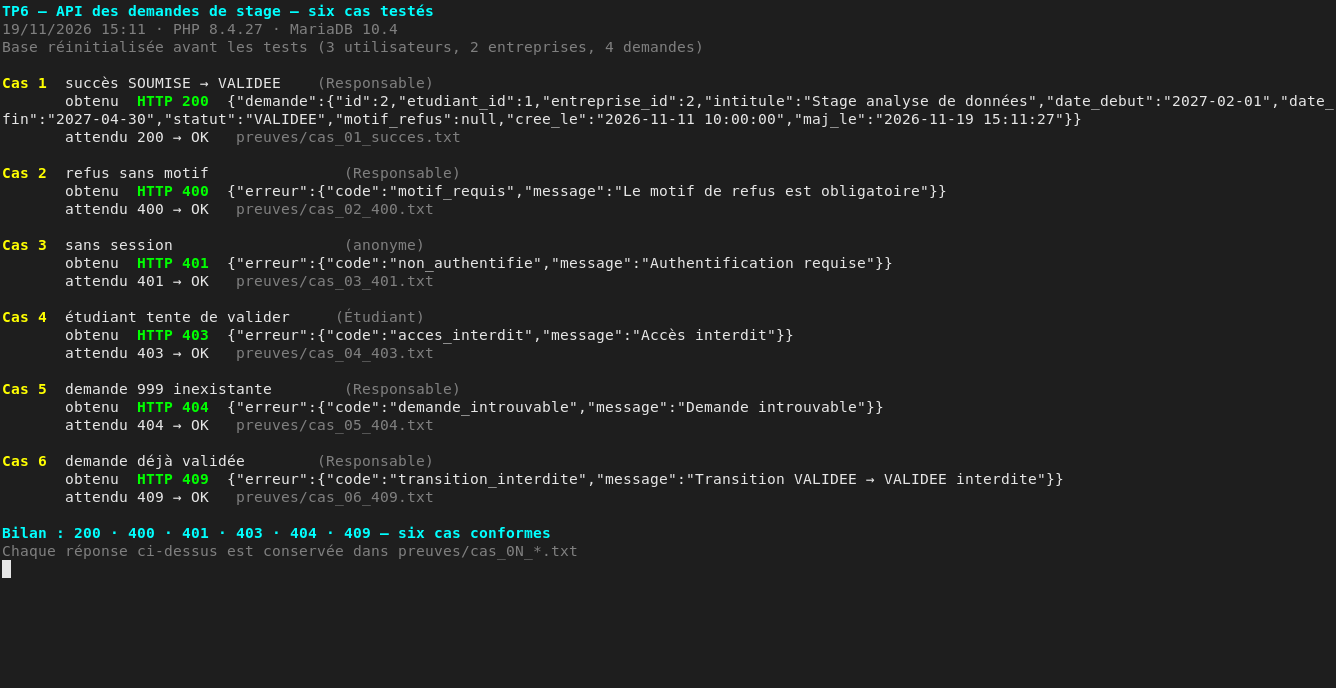 TP6 — API des demandes de stage — six cas testés
19/11/2026 15:11 · PHP 8.4.27 · MariaDB 10.4
Base réinitialisée avant les tests (3 utilisateurs, 2 entreprises, 4 demandes)
Cas 1  succès SOUMISE → VALIDEE    (Responsable)
obtenu  HTTP 200  {"demande":{"id":2,"etudiant_id":1,"entreprise_id":2,"intitule":"Stage analyse de données","date_debut":"2027-02-01","date_
fin":"2027-04-30","statut":"VALIDEE","motif_refus":null,"cree_le":"2026-11-11 10:00:00","maj_le":"2026-11-19 15:11:27"}}
attendu 200 → OK   preuves/cas_01_succes.txt
Cas 2  refus sans motif               (Responsable)
obtenu  HTTP 400  {"erreur":{"code":"motif_requis","message":"Le motif de refus est obligatoire"}}
attendu 400 → OK   preuves/cas_02_400.txt
Cas 3  sans session                   (anonyme)
obtenu  HTTP 401  {"erreur":{"code":"non_authentifie","message":"Authentification requise"}}
attendu 401 → OK   preuves/cas_03_401.txt
Cas 4  étudiant tente de valider     (Étudiant)
obtenu  HTTP 403  {"erreur":{"code":"acces_interdit","message":"Accès interdit"}}
attendu 403 → OK   preuves/cas_04_403.txt
Cas 5  demande 999 inexistante        (Responsable)
obtenu  HTTP 404  {"erreur":{"code":"demande_introuvable","message":"Demande introuvable"}}
attendu 404 → OK   preuves/cas_05_404.txt
Cas 6  demande déjà validée        (Responsable)
obtenu  HTTP 409  {"erreur":{"code":"transition_interdite","message":"Transition VALIDEE → VALIDEE interdite"}}
attendu 409 → OK   preuves/cas_06_409.txt
Bilan : 200 · 400 · 401 · 403 · 404 · 409 — six cas conformes
Chaque réponse ci-dessus est conservée dans preuves/cas_0N_*.txt